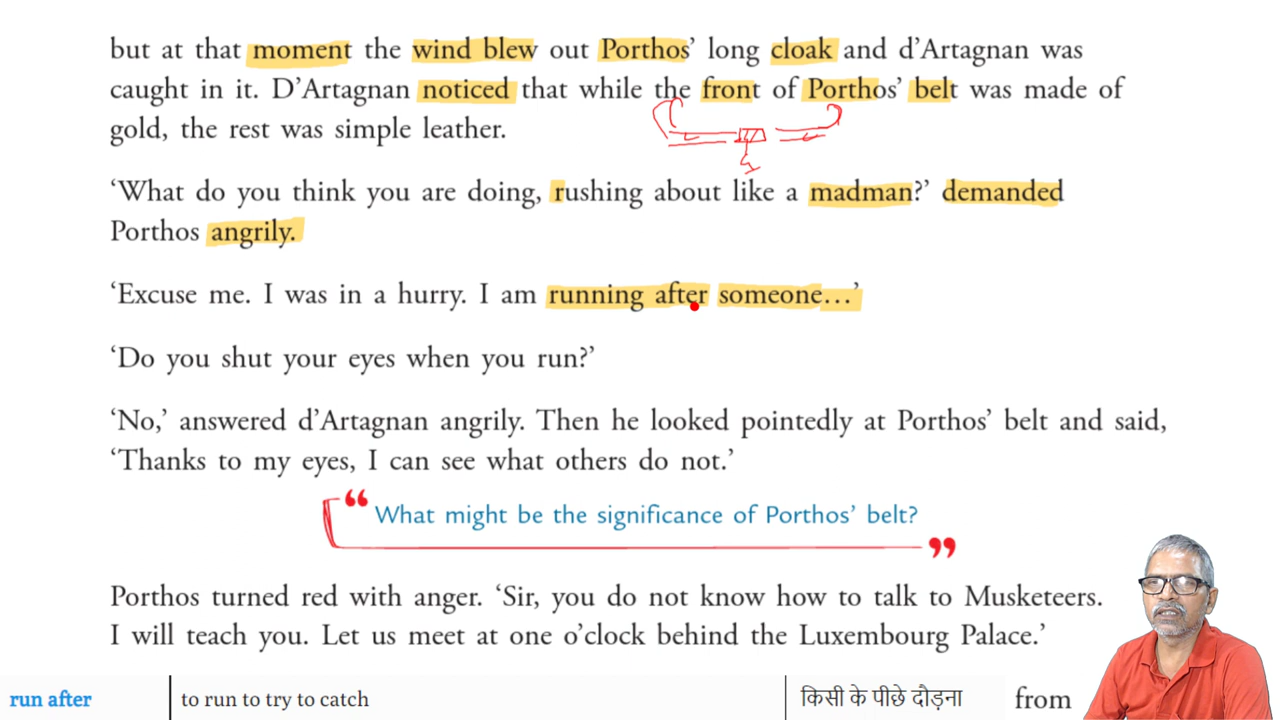 but at that moment the wind blew out Porthos’ long cloak and d’Artagnan was
caught in it. D’Artagnan noticed that while the front of Porthos’ belt was made of
gold, the rest was simple leather.
‘What do you think you are doing, rushing about like a madman?’ demanded
Porthos angrily.
‘Excuse me. I was in a hurry. I am running after someone…’
‘Do you shut your eyes when you run?’
‘No,’ answered d’Artagnan angrily. Then he looked pointedly at Porthos’ belt and said,
‘Thanks to my eyes, I can see what others do not.’
“What might be the significance of Porthos’ belt?”
Porthos turned red with anger. ‘Sir, you do not know how to talk to Musketeers.
I will teach you. Let us meet at one o’clock behind the Luxembourg Palace.’
run after to run to try to catch किसी के पीछे दौड़ना from